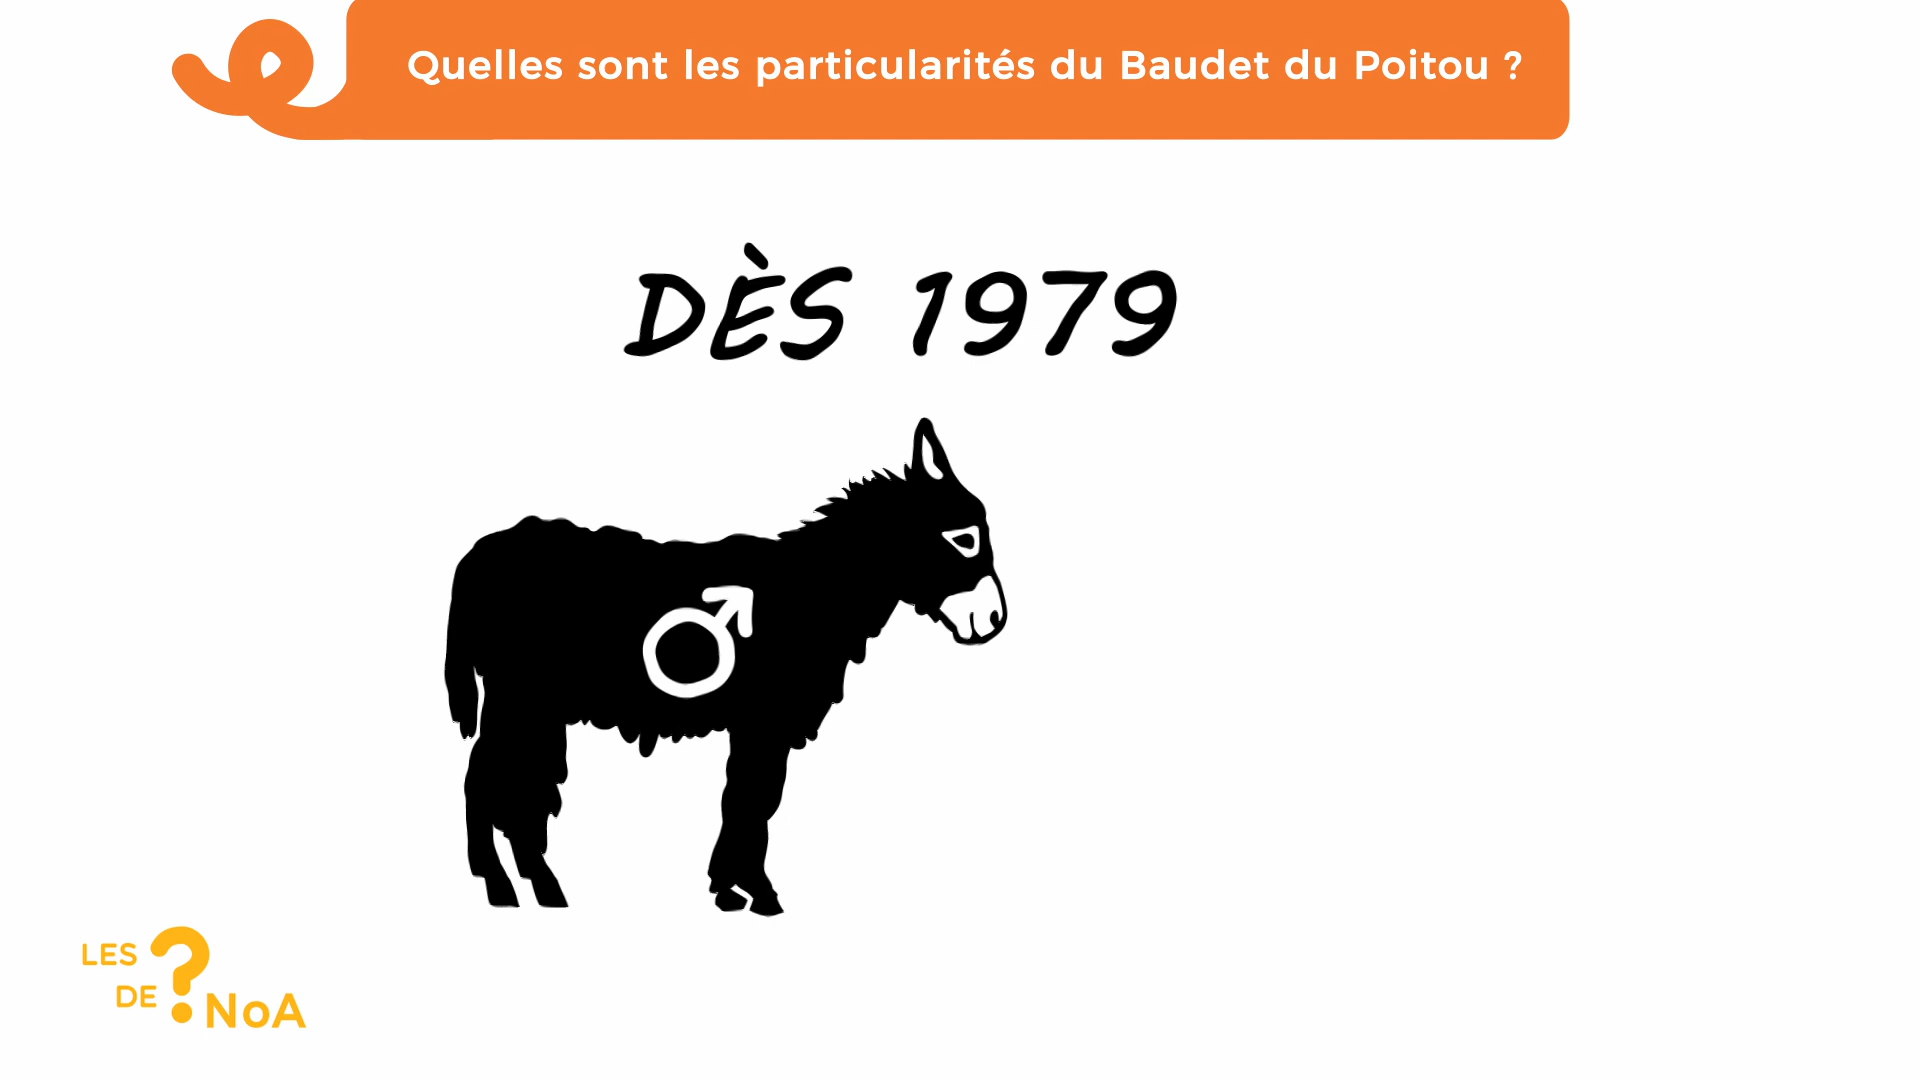 Quelles sont les particularités du Baudet du Poitou ?
DÈS 1979
LES
DE ? NoA